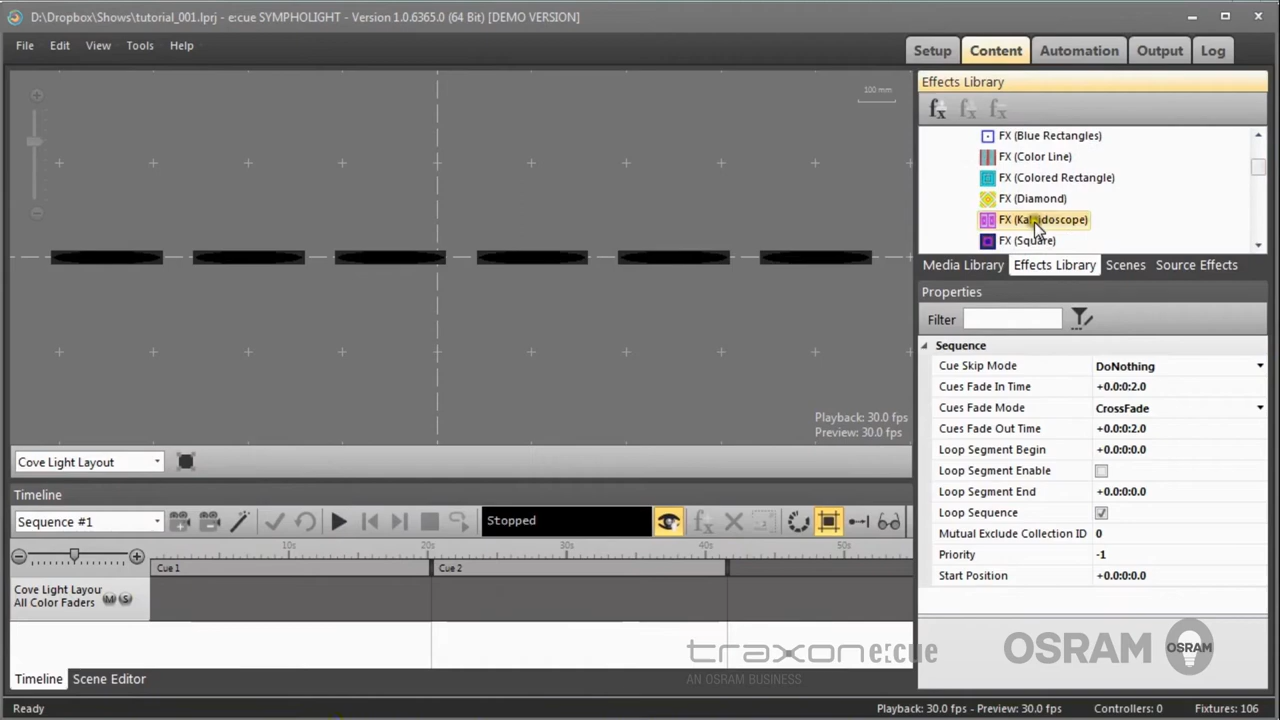 D:\Dropbox\Shows\tutorial_001.lprj - e:cue SYMPHOLIGHT - Version 1.0.6365.0 (64 Bit) [DEMO VERSION]
File Edit View Tools Help
Setup Content Automation Output Log
100 mm
Effects Library
FX (Blue Rectangles)
FX (Color Line)
FX (Colored Rectangle)
FX (Diamond)
FX (Kaleidoscope)
FX (Square)
Media Library Effects Library Scenes Source Effects
Properties
Filter
Sequence
Cue Skip Mode DoNothing
Cues Fade In Time +0.0:0:2.0
Cues Fade Mode CrossFade
Cues Fade Out Time +0.0:0:2.0
Loop Segment Begin +0.0:0:0.0
Loop Segment Enable
Loop Segment End +0.0:0:0.0
Loop Sequence
Mutual Exclude Collection ID 0
Priority -1
Start Position +0.0:0:0.0
Playback: 30.0 fps
Preview: 30.0 fps
Cove Light Layout
Timeline
Sequence #1 Stopped
10s 20s 30s 40s 50s
Cue 1 Cue 2
Cove Light Layou
All Color Faders M S
traxon e:cue
AN OSRAM BUSINESS
OSRAM OSRAM
Timeline Scene Editor
Ready Playback: 30.0 fps - Preview: 30.0 fps Controllers: 0 Fixtures: 106